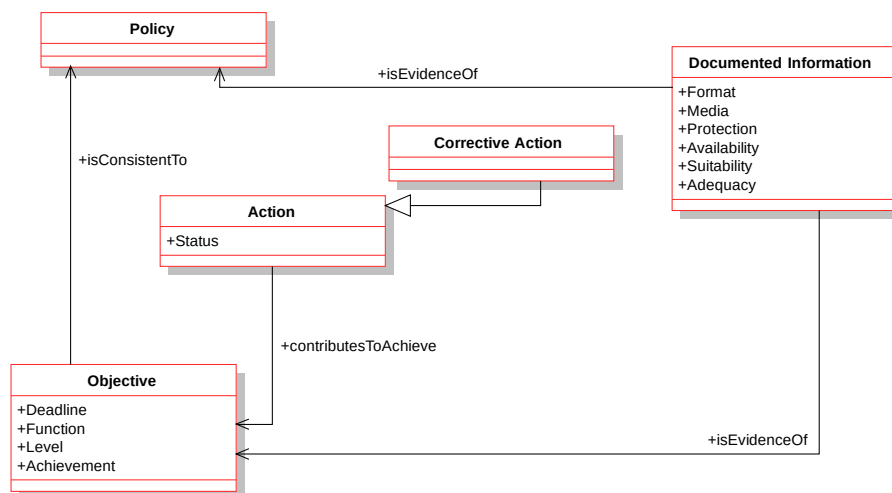 Policy
+isEvidenceOf
Documented Information
+Format
+Media
+Protection
+Availability
+Suitability
+Adequacy
Corrective Action
+isConsistentTo
Action
+Status
+contributesToAchieve
Objective
+Deadline
+Function
+Level
+Achievement
+isEvidenceOf